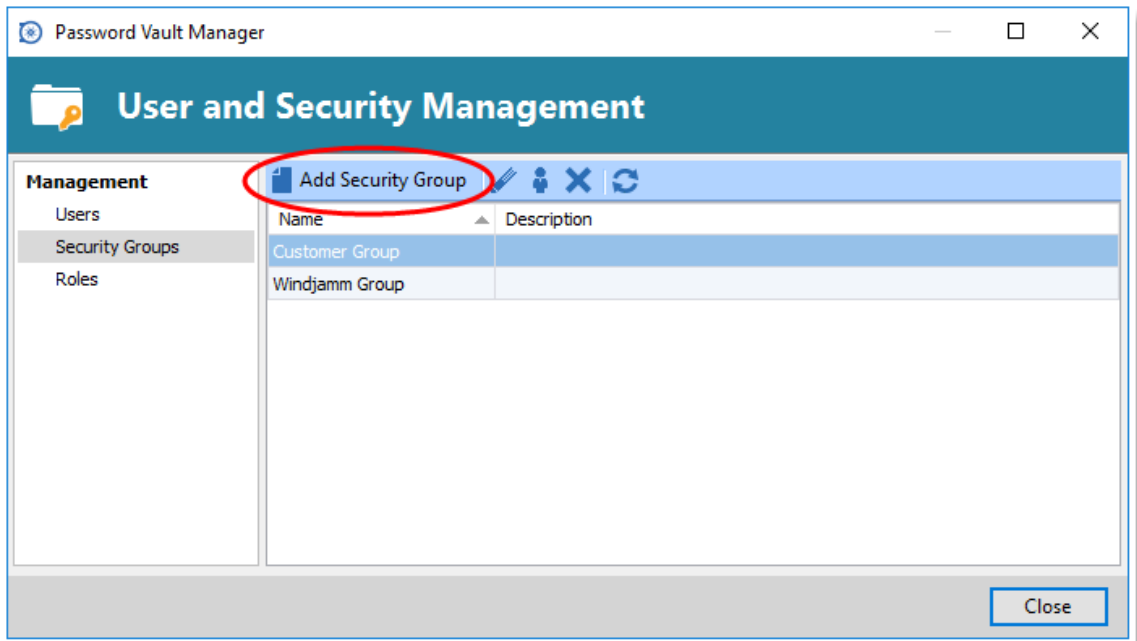 Password Vault Manager
User and Security Management
Management
Users
Security Groups
Roles
Add Security Group
Name Description
Customer Group
Windjamm Group
Close